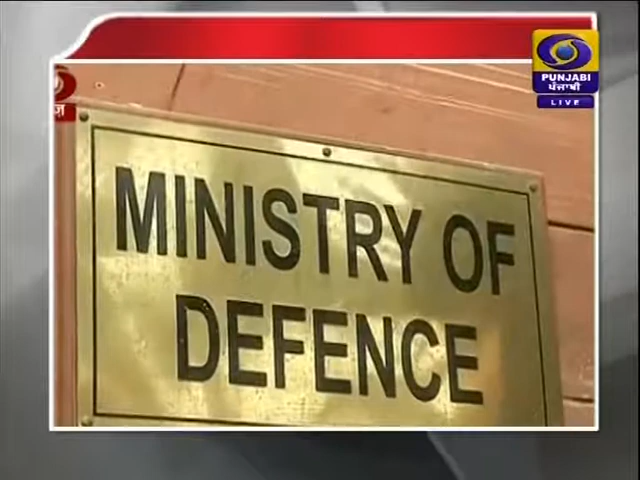 PUNJABI
ਪੰਜਾਬੀ
LIVE
MINISTRY OF
DEFENCE